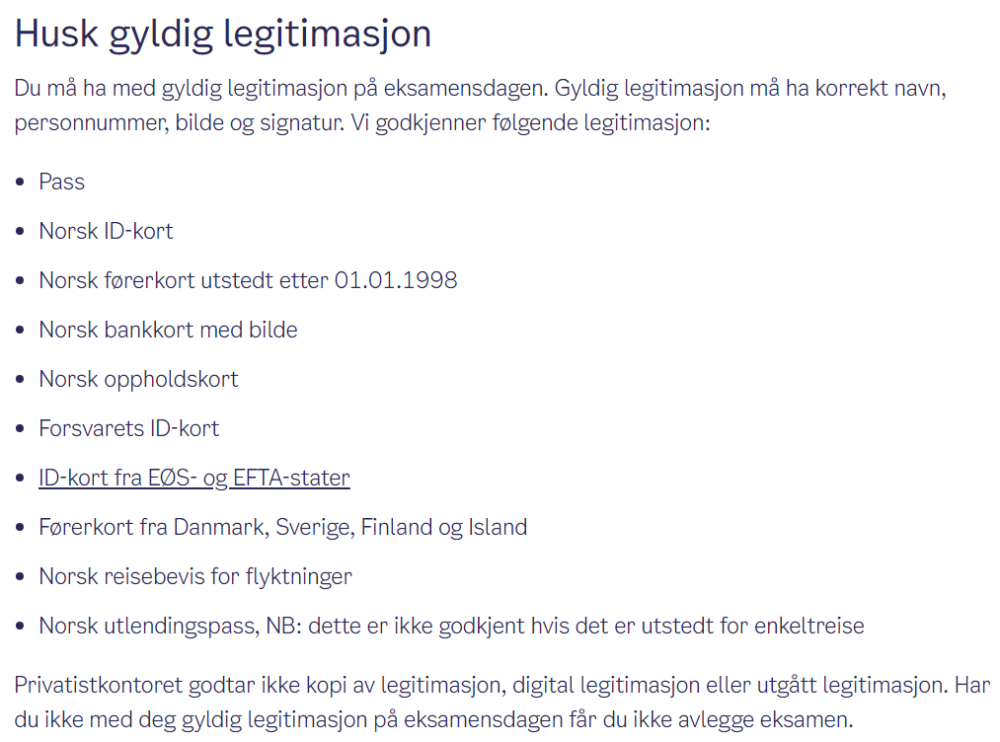 Husk gyldig legitimasjon
Du må ha med gyldig legitimasjon på eksamensdagen. Gyldig legitimasjon må ha korrekt navn,
personnummer, bilde og signatur. Vi godkjenner følgende legitimasjon:
• Pass
• Norsk ID-kort
• Norsk førerkort utstedt etter 01.01.1998
• Norsk bankkort med bilde
• Norsk oppholdskort
• Forsvarets ID-kort
• ID-kort fra EØS- og EFTA-stater
• Førerkort fra Danmark, Sverige, Finland og Island
• Norsk reisebevis for flyktninger
• Norsk utlendingspass, NB: dette er ikke godkjent hvis det er utstedt for enkeltreise
Privatistkontoret godtar ikke kopi av legitimasjon, digital legitimasjon eller utgått legitimasjon. Har
du ikke med deg gyldig legitimasjon på eksamensdagen får du ikke avlegge eksamen.